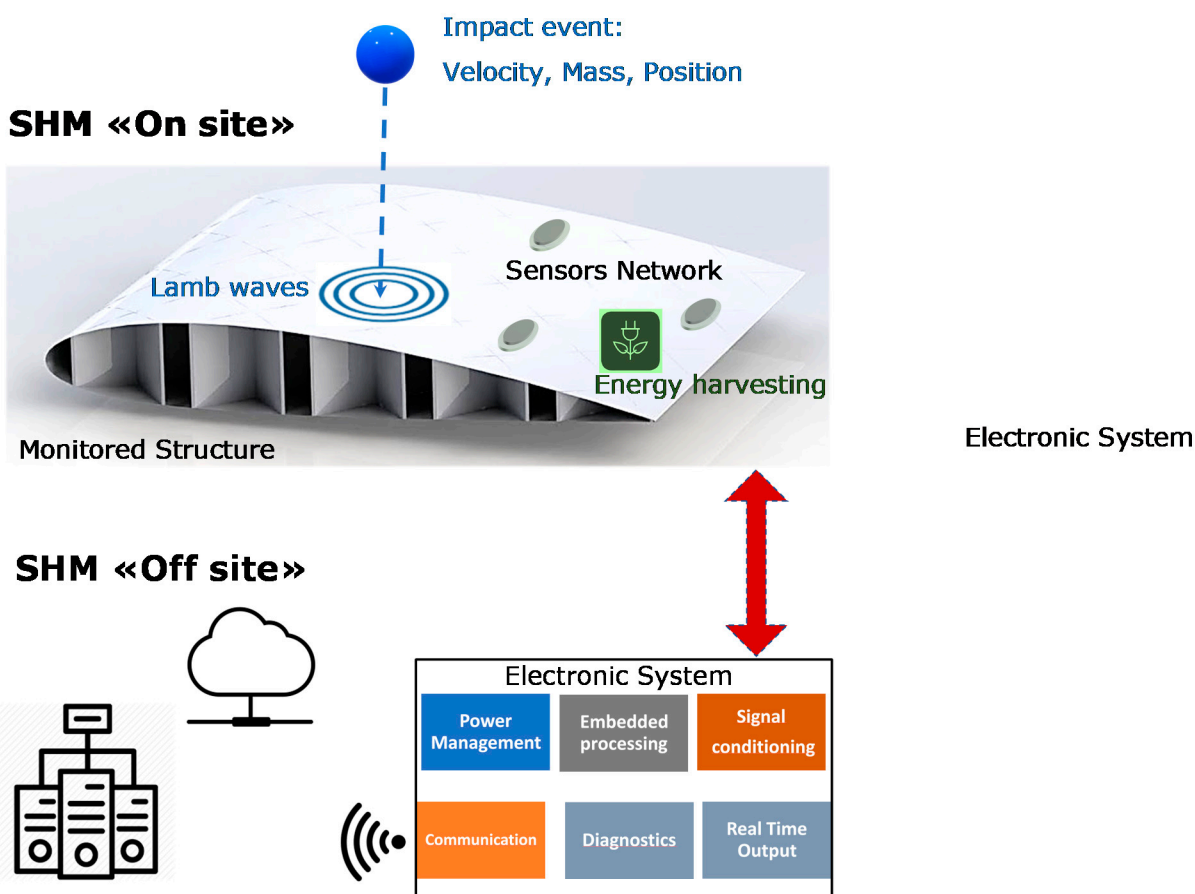 Impact event:
Velocity, Mass, Position
SHM «On site»
Lamb waves
Sensors Network
Energy harvesting
Monitored Structure
Electronic System
SHM «Off site»
Electronic System
Power
Management
Embedded
processing
Signal
conditioning
Communication
Diagnostics
Real Time
Output